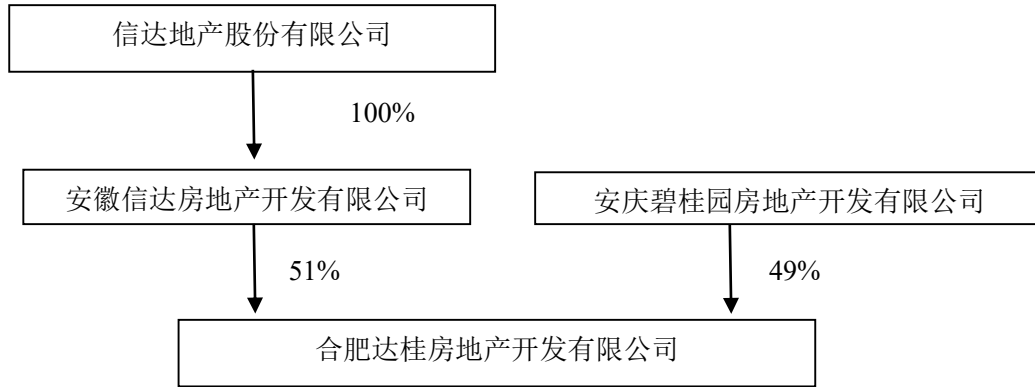 信达地产股份有限公司
100%
安徽信达房地产开发有限公司
安庆碧桂园房地产开发有限公司
51%
49%
合肥达桂房地产开发有限公司